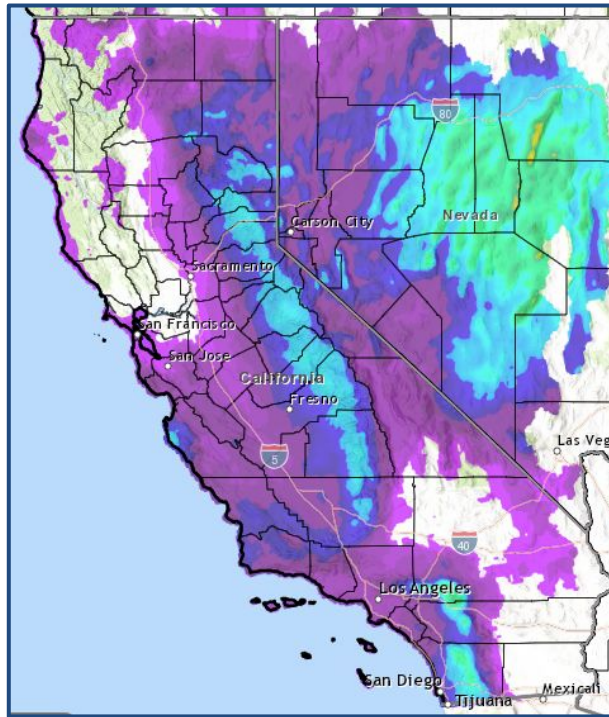 80
Nevada
Carson City
Sacramento
San Francisco
San Jose
California
Fresno
5
Las Veg
40
Los Angeles
San Diego
Tijuana
Mexicali